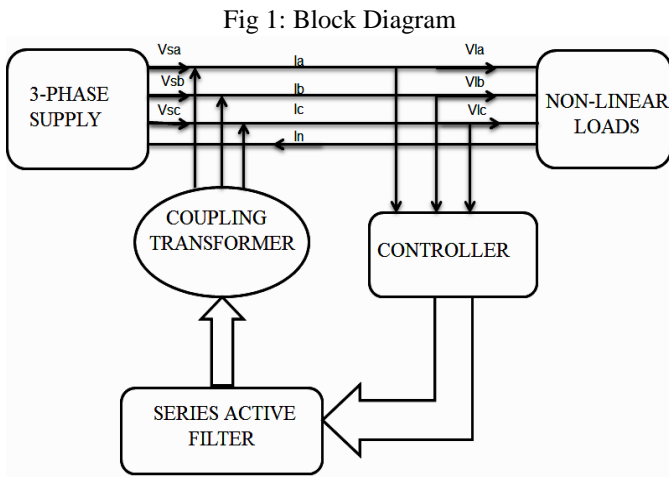 Fig 1: Block Diagram
Vsa
Ia
Vla
Vsb
Ib
Vlb
Vsc
Ic
Vlc
In
3-PHASE
SUPPLY
NON-LINEAR
LOADS
COUPLING
TRANSFORMER
CONTROLLER
SERIES ACTIVE
FILTER